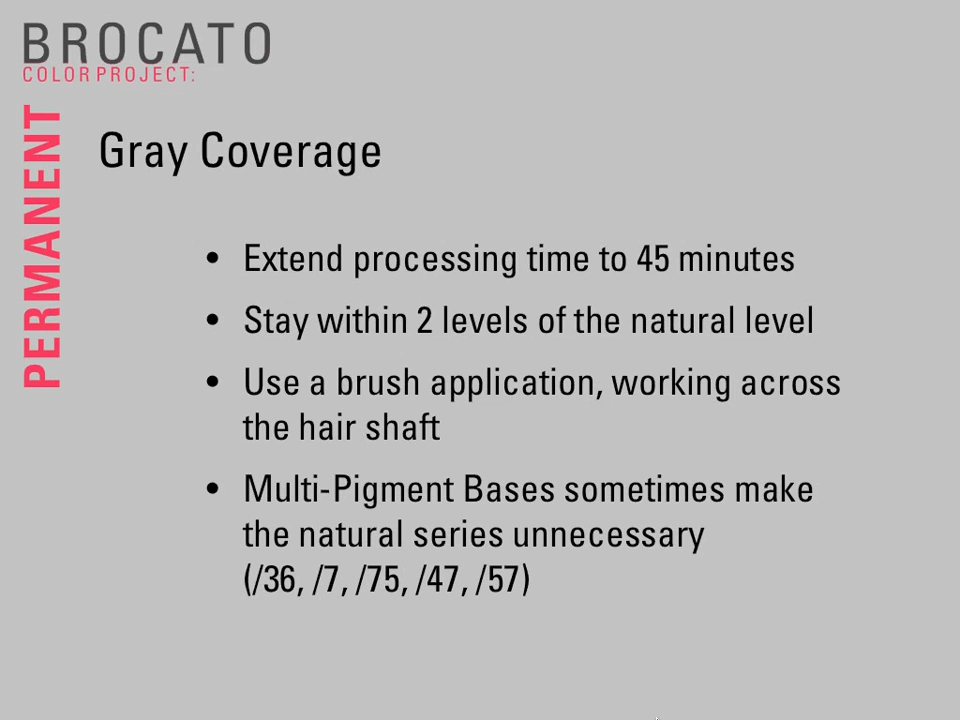 BROCATO
COLOR PROJECT:
PERMANENT
Gray Coverage
• Extend processing time to 45 minutes
• Stay within 2 levels of the natural level
• Use a brush application, working across
the hair shaft
• Multi-Pigment Bases sometimes make
the natural series unnecessary
(/36, /7, /75, /47, /57)